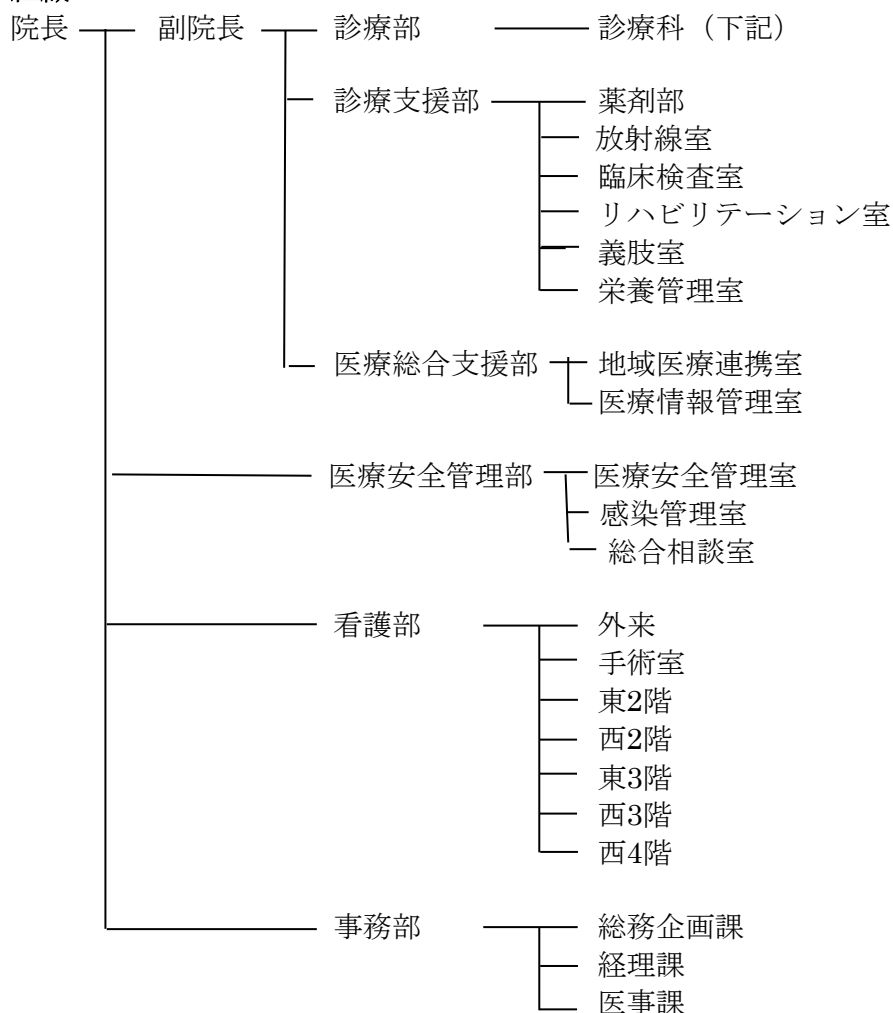 院長 副院長 診療部 診療科（下記）
診療支援部 薬剤部
放射線室
臨床検査室
リハビリテーション室
義肢室
栄養管理室
医療総合支援部 地域医療連携室
医療情報管理室
医療安全管理部 医療安全管理室
感染管理室
総合相談室
看護部 外来
手術室
東2階
西2階
東3階
西3階
西4階
事務部 総務企画課
経理課
医事課